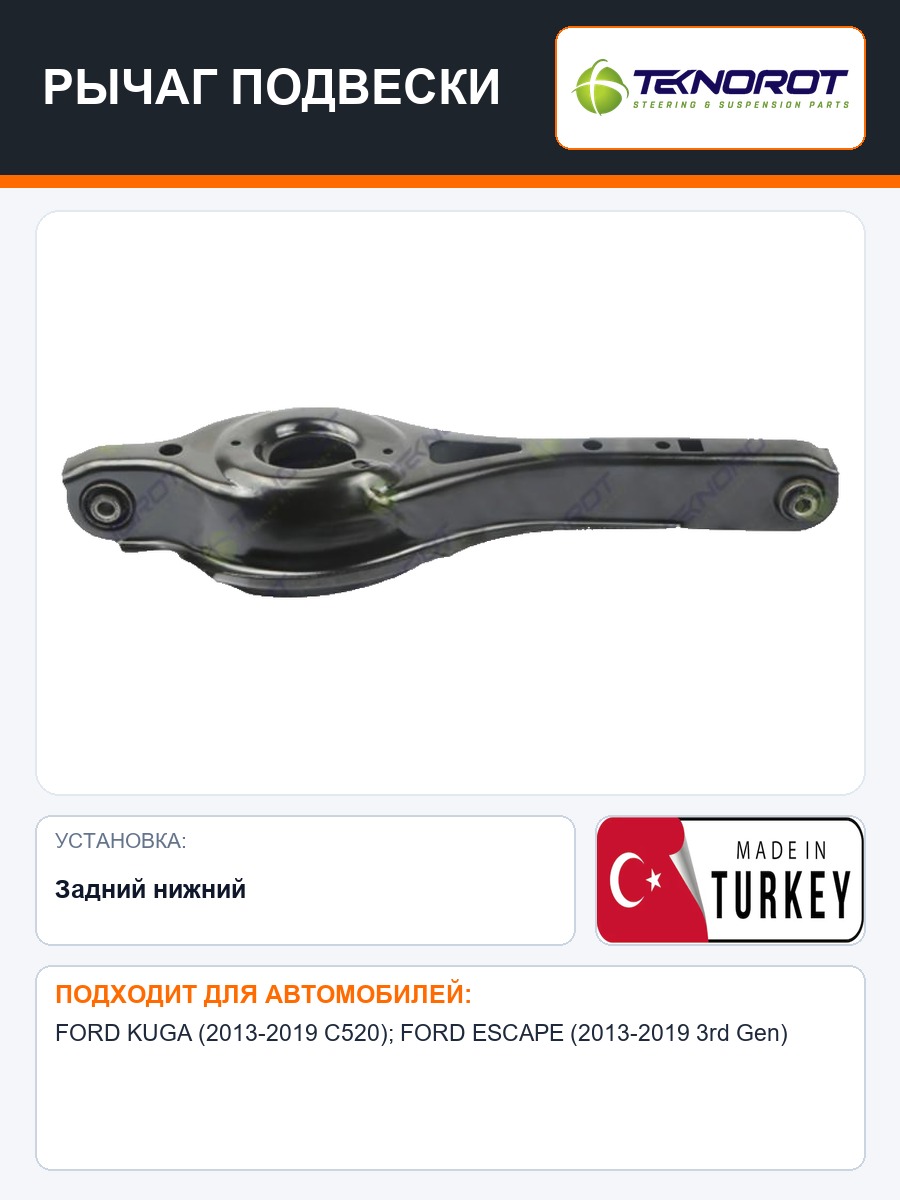 РЫЧАГ ПОДВЕСКИ
TEKNOROT
STEERING & SUSPENSION PARTS
TEKNOROT
УСТАНОВКА:
Задний нижний
MADE IN
TURKEY
ПОДХОДИТ ДЛЯ АВТОМОБИЛЕЙ:
FORD KUGA (2013-2019 C520); FORD ESCAPE (2013-2019 3rd Gen)